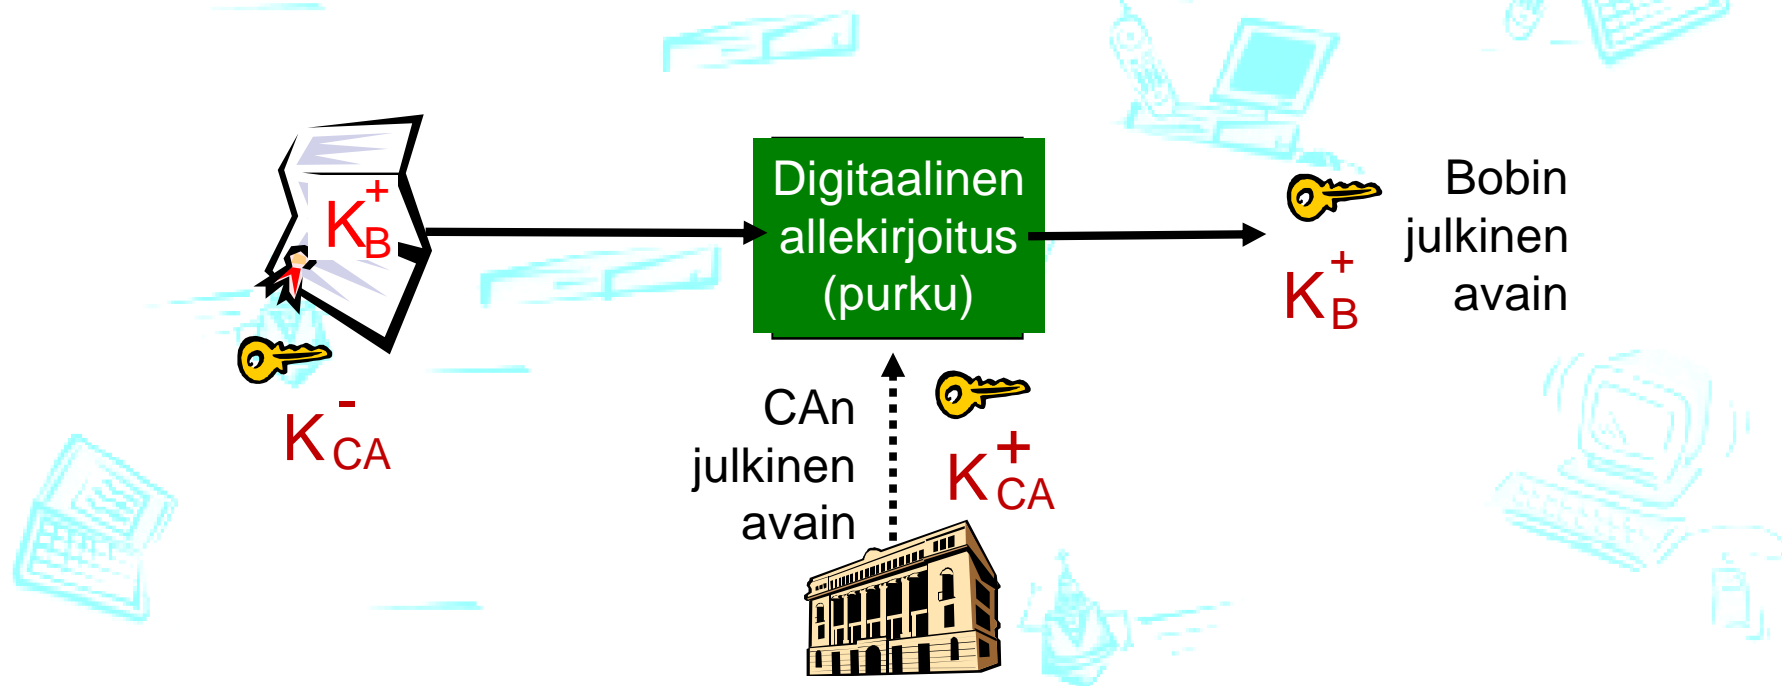 K+B
K-CA
Digitaalinen
allekirjoitus
(purku)
CAn
julkinen
avain
K+CA
K+B
Bobin
julkinen
avain